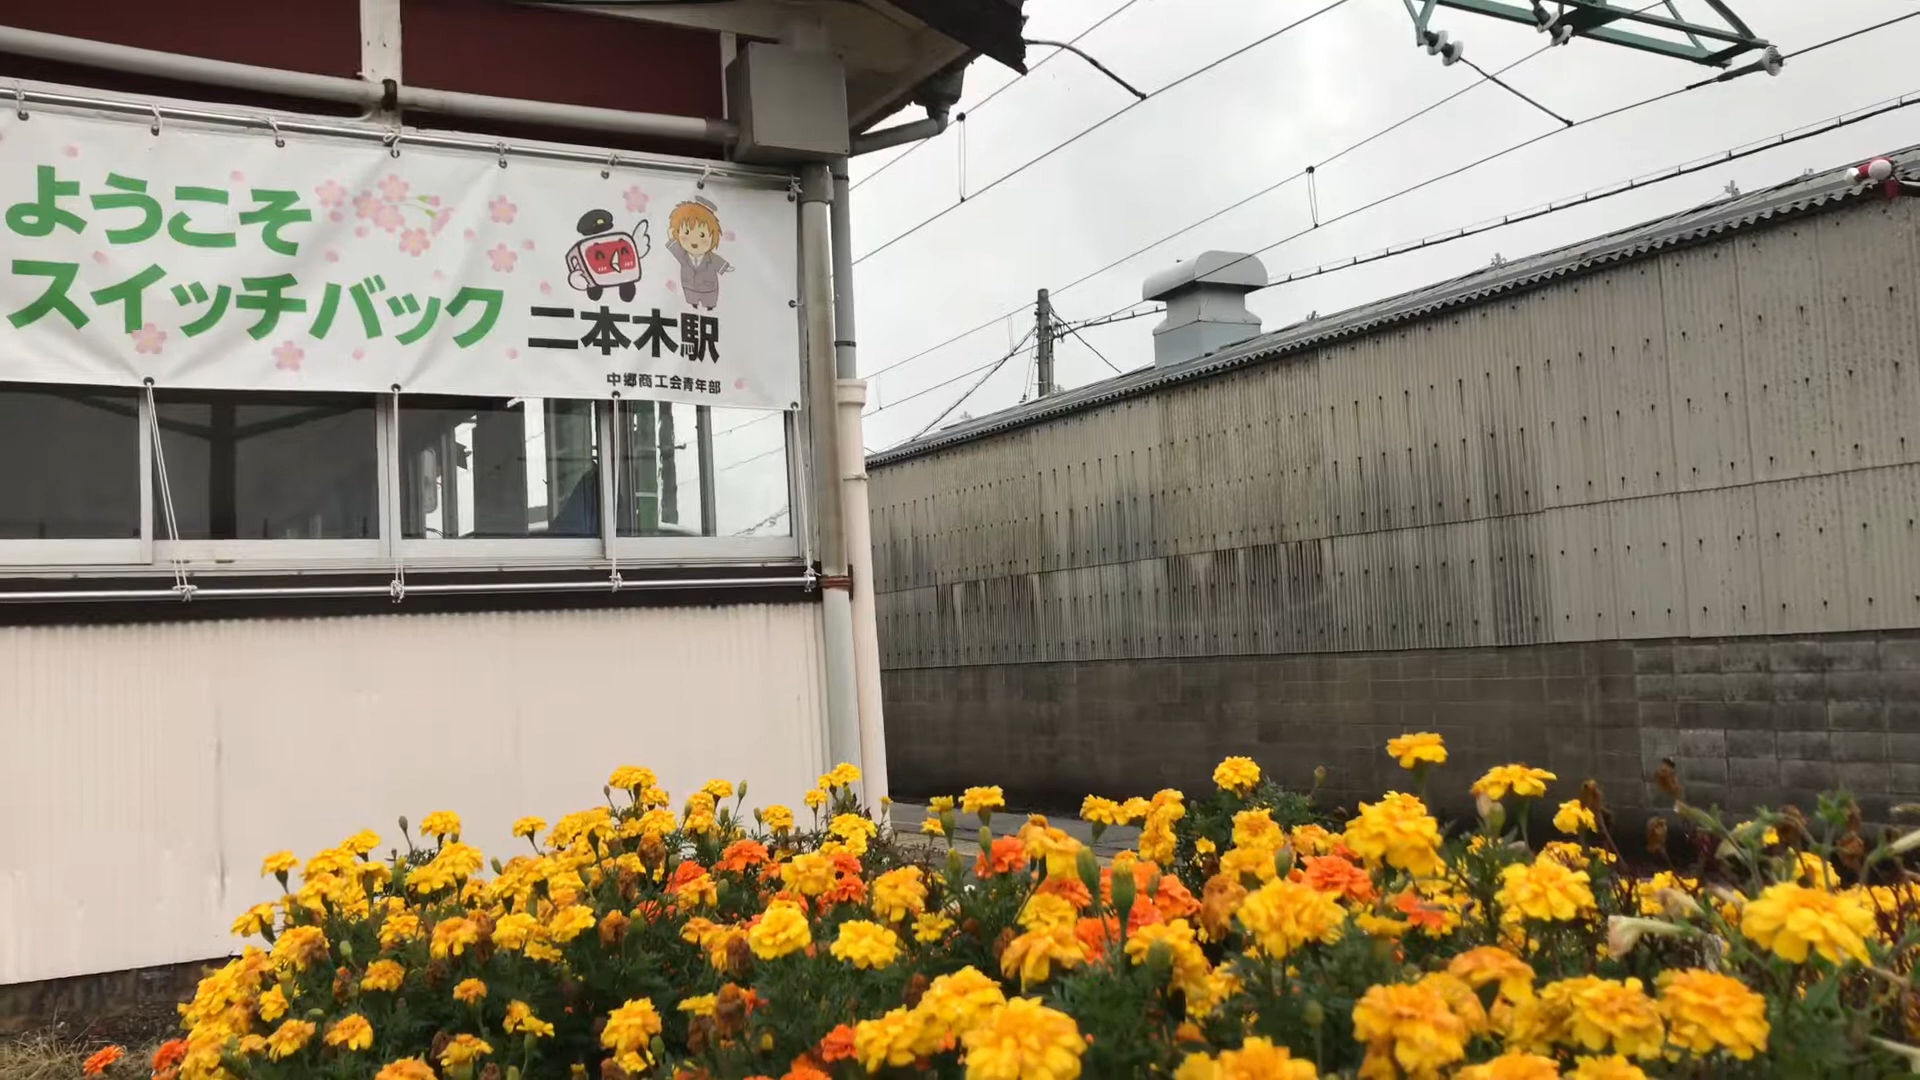 ようこそ
スイッチバック
二本木駅
中郷商工会青年部